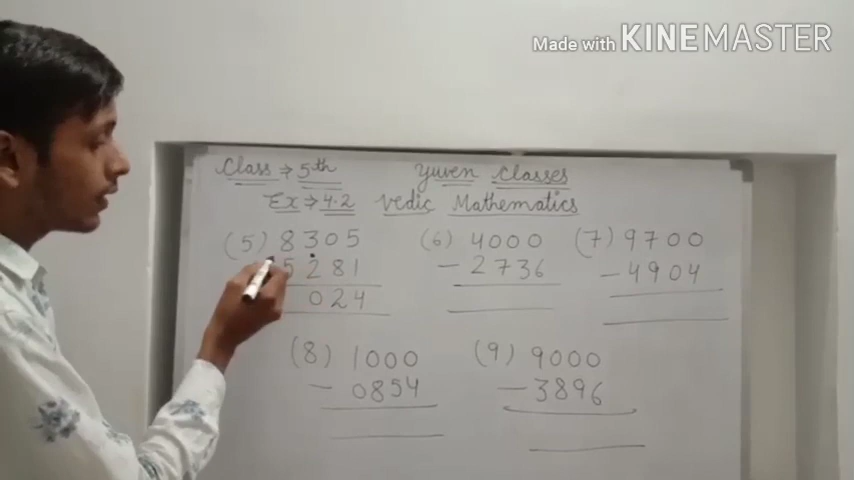 Made with KINEMASTER
Class → 5th Yuven Classes
Ex → 4.2 Vedic Mathematics
(5) 8305 (6) 4000 (7) 9700
5281 - 2736 - 4904
024
(8) 1000 (9) 9000
- 0854 - 3896